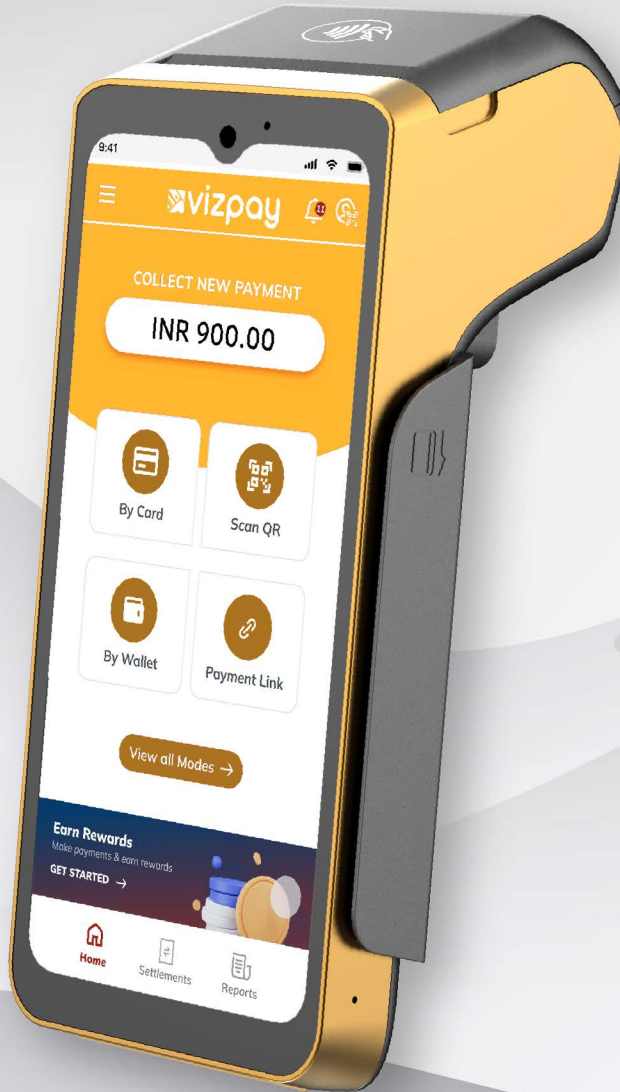 9:41
vizpay
21
COLLECT NEW PAYMENT
INR 900.00
By Card
Scan QR
By Wallet
Payment Link
View all Modes →
Earn Rewards
Make payments & earn rewards
GET STARTED →
Home
Settlements
Reports